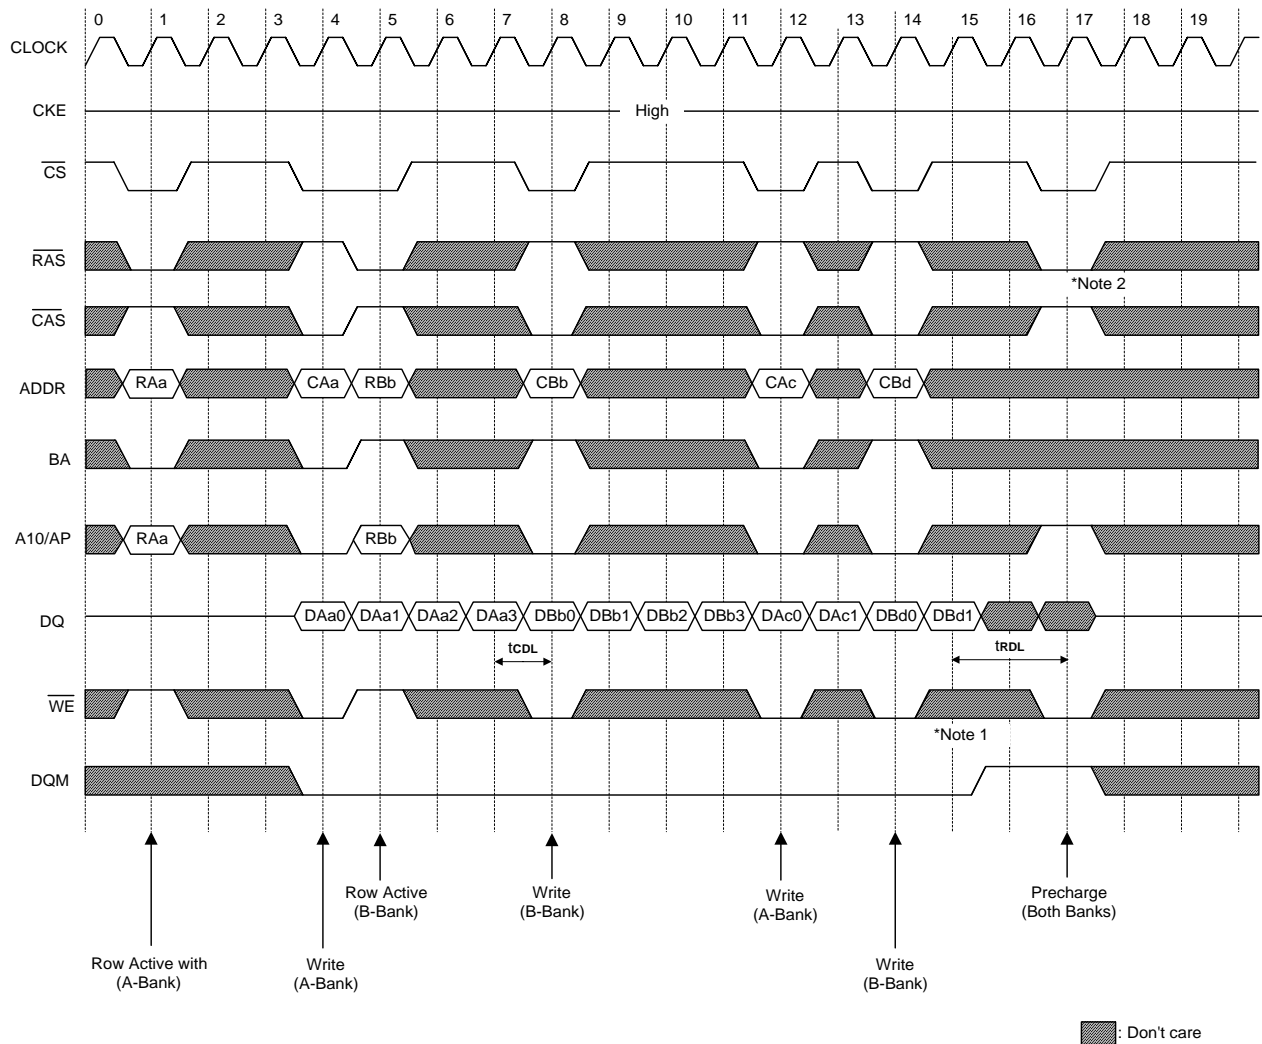 0 1 2 3 4 5 6 7 8 9 10 11 12 13 14 15 16 17 18 19
CLOCK
CKE High
CS
RAS
*Note 2
CAS
ADDR RAa CAa RBb CBb CAc CBd
BA
A10/AP RAa RBb
DQ DAa0 DAa1 DAa2 DAa3 DBb0 DBb1 DBb2 DBb3 DAc0 DAc1 DBd0 DBd1
tCDL tRDL
WE
*Note 1
DQM
Row Active
(B-Bank)
Write
(B-Bank)
Write
(A-Bank)
Precharge
(Both Banks)
Row Active with
(A-Bank)
Write
(A-Bank)
Write
(B-Bank)
: Don't care